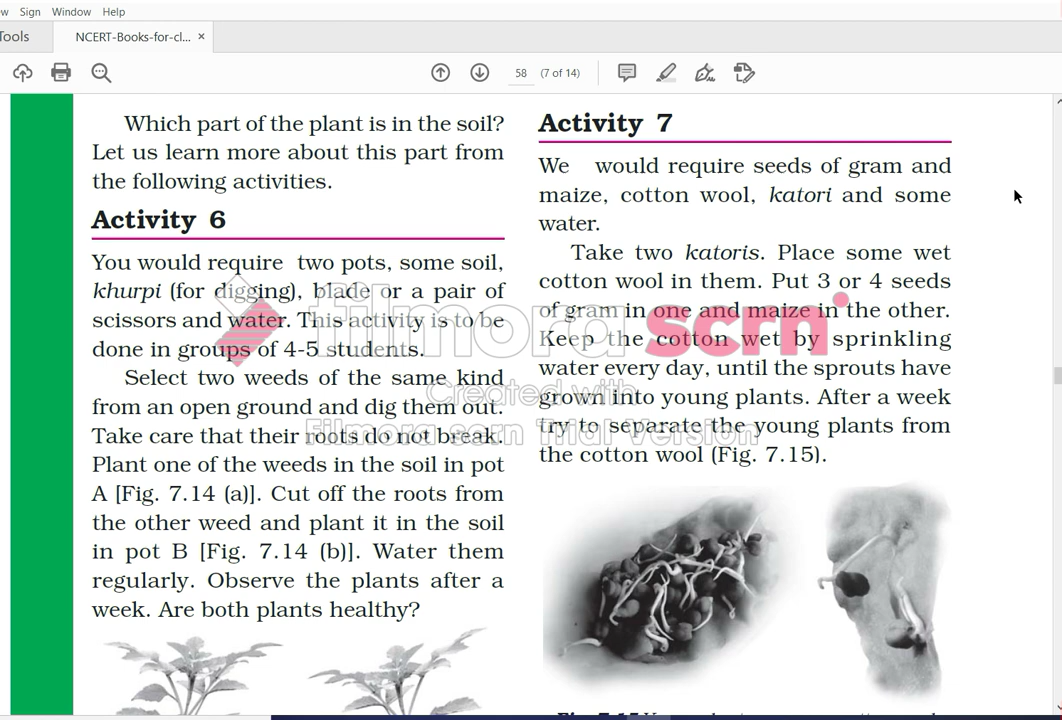 w Sign Window Help
Tools NCERT-Books-for-cl... ×
58 (7 of 14)
Which part of the plant is in the soil?
Let us learn more about this part from
the following activities.
Activity 6
You would require two pots, some soil,
khurpi (for digging), blade or a pair of
scissors and water. This activity is to be
done in groups of 4-5 students.
Select two weeds of the same kind
from an open ground and dig them out.
Take care that their roots do not break.
Plant one of the weeds in the soil in pot
A [Fig. 7.14 (a)]. Cut off the roots from
the other weed and plant it in the soil
in pot B [Fig. 7.14 (b)]. Water them
regularly. Observe the plants after a
week. Are both plants healthy?
Activity 7
We would require seeds of gram and
maize, cotton wool, katori and some
water.
Take two katoris. Place some wet
cotton wool in them. Put 3 or 4 seeds
of gram in one and maize in the other.
Keep the cotton wet by sprinkling
water every day, until the sprouts have
grown into young plants. After a week
try to separate the young plants from
the cotton wool (Fig. 7.15).
filmora scrn
Created with
Filmora scrn Trial Version